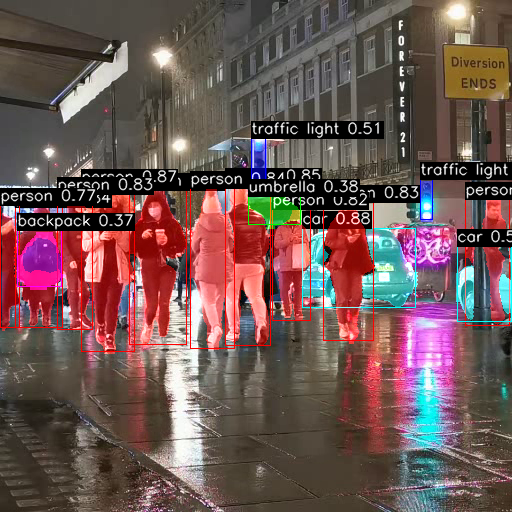 FOREVER 21
Diversion
ENDS
traffic light 0.51
person 0.87
person
0.85
traffic light
person 0.83
umbrella 0.38
0.83
person
person 0.77
person 0.82
backpack 0.37
car 0.88
car 0.5